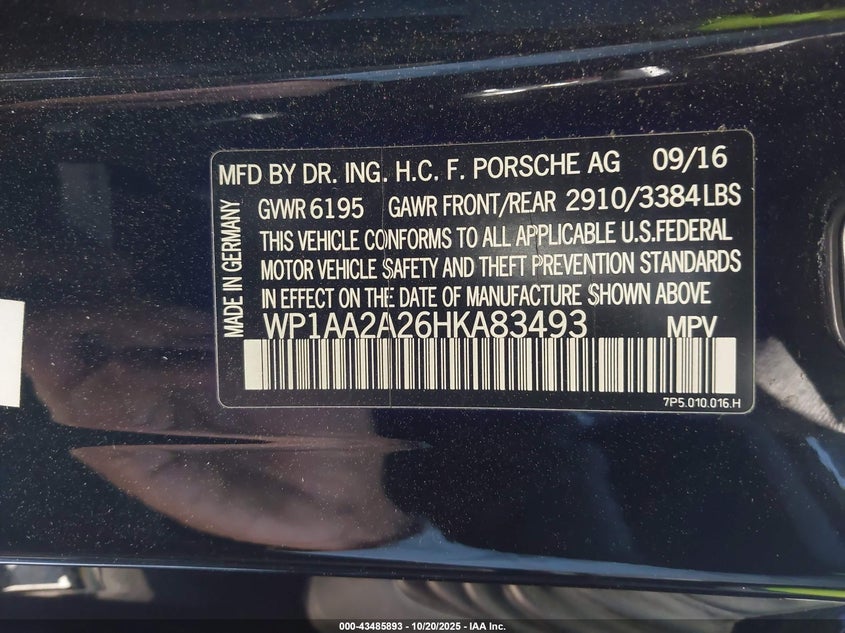 MFD BY DR. ING. H.C. F. PORSCHE AG 09/16
GVWR 6195 GAWR FRONT/REAR 2910/3384 LBS
THIS VEHICLE CONFORMS TO ALL APPLICABLE U.S.FEDERAL
MOTOR VEHICLE SAFETY AND THEFT PREVENTION STANDARDS
IN EFFECT ON THE DATE OF MANUFACTURE SHOWN ABOVE
WP1AA2A26HKA83493 MPV
7P5.010.016.H
MADE IN GERMANY
000-43485893 - 10/20/2025 - IAA Inc.